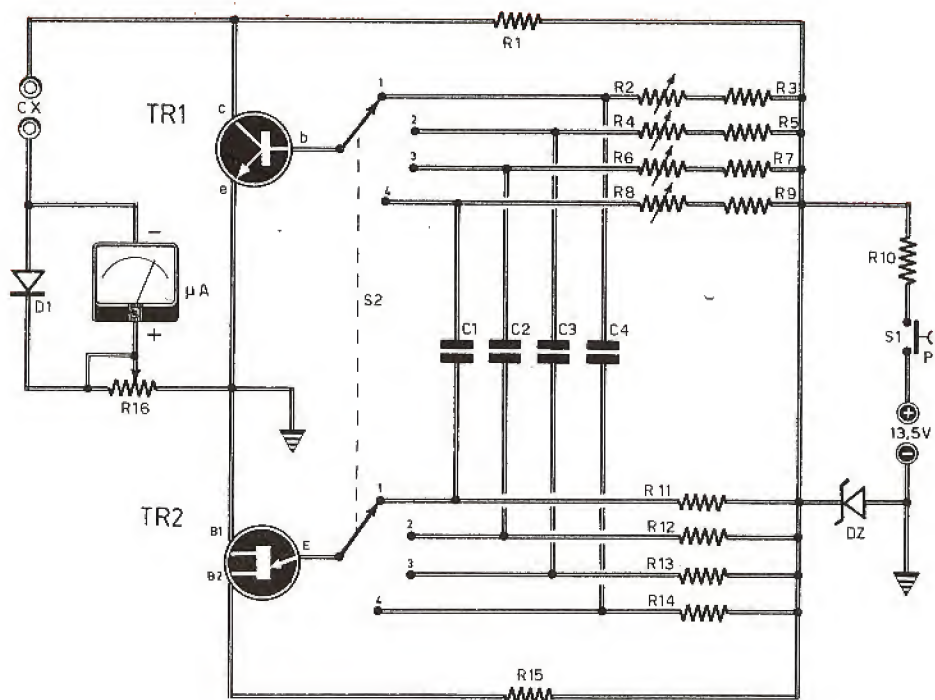 R1
CX
TR1
c
b
e
1
2
3
4
R2
R3
R4
R5
R6
R7
R8
R9
R10
−
µA
+
D1
R16
S2
C1
C2
C3
C4
S1
P
+
13,5V
−
TR2
B1
B2
E
1
2
3
4
R11
R12
R13
R14
DZ
R15